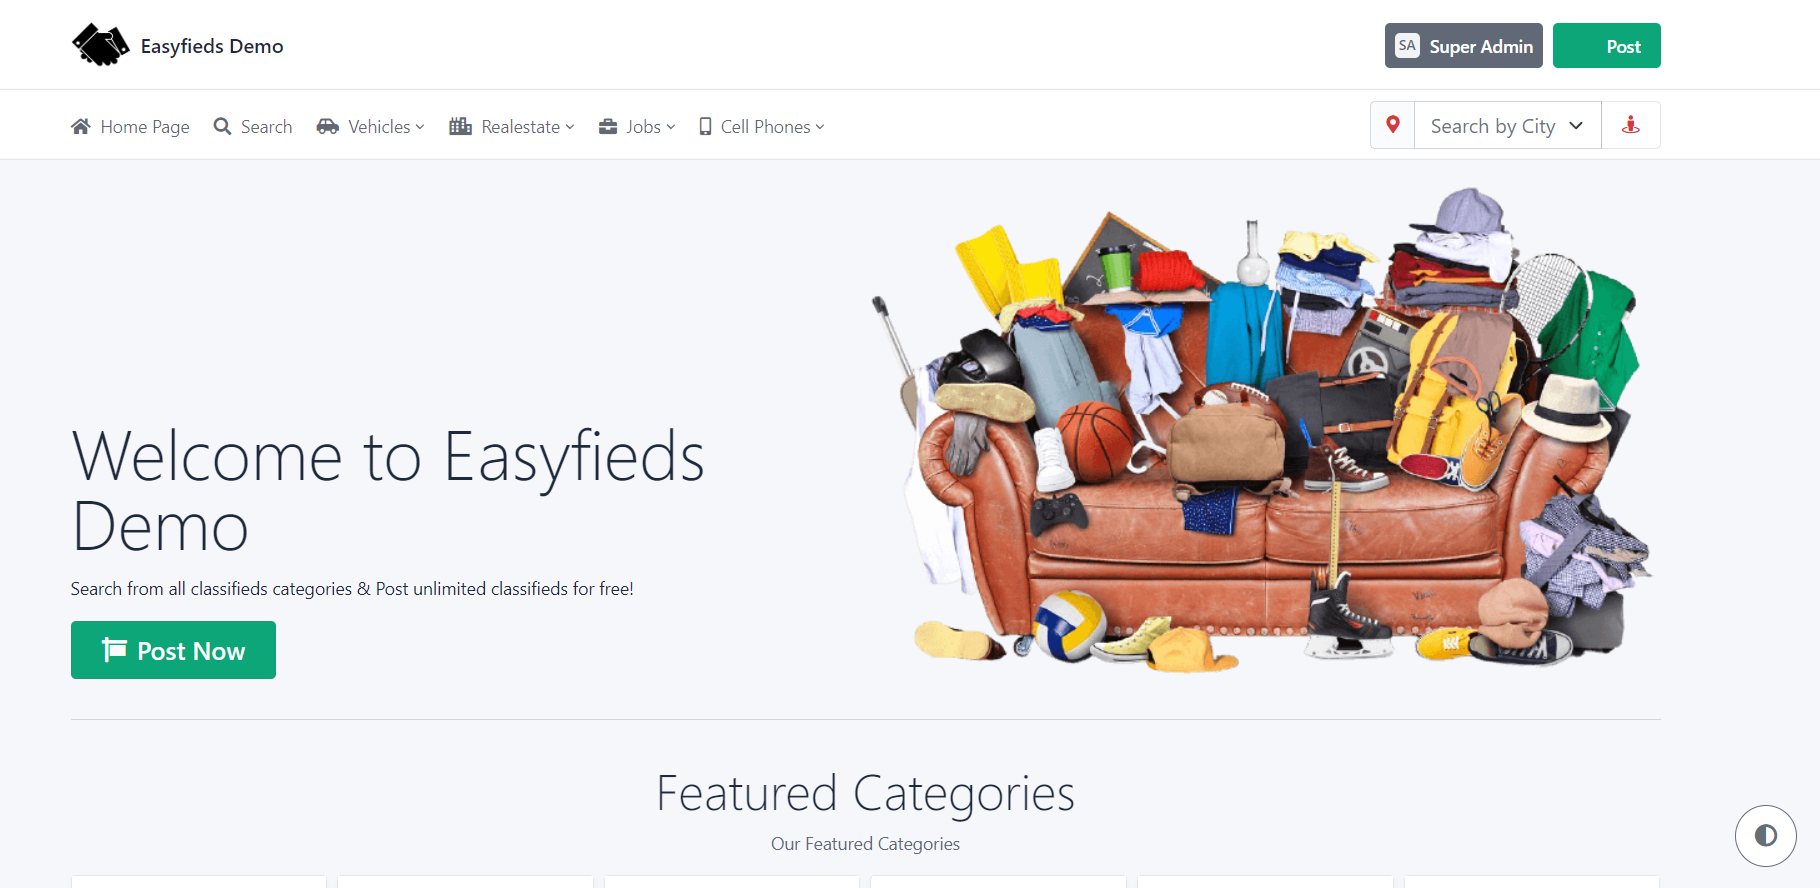 Easyfieds Demo
SA Super Admin
Post
Home Page
Search
Vehicles
Realestate
Jobs
Cell Phones
Search by City
Welcome to Easyfieds
Demo
Search from all classifieds categories & Post unlimited classifieds for free!
Post Now
Featured Categories
Our Featured Categories